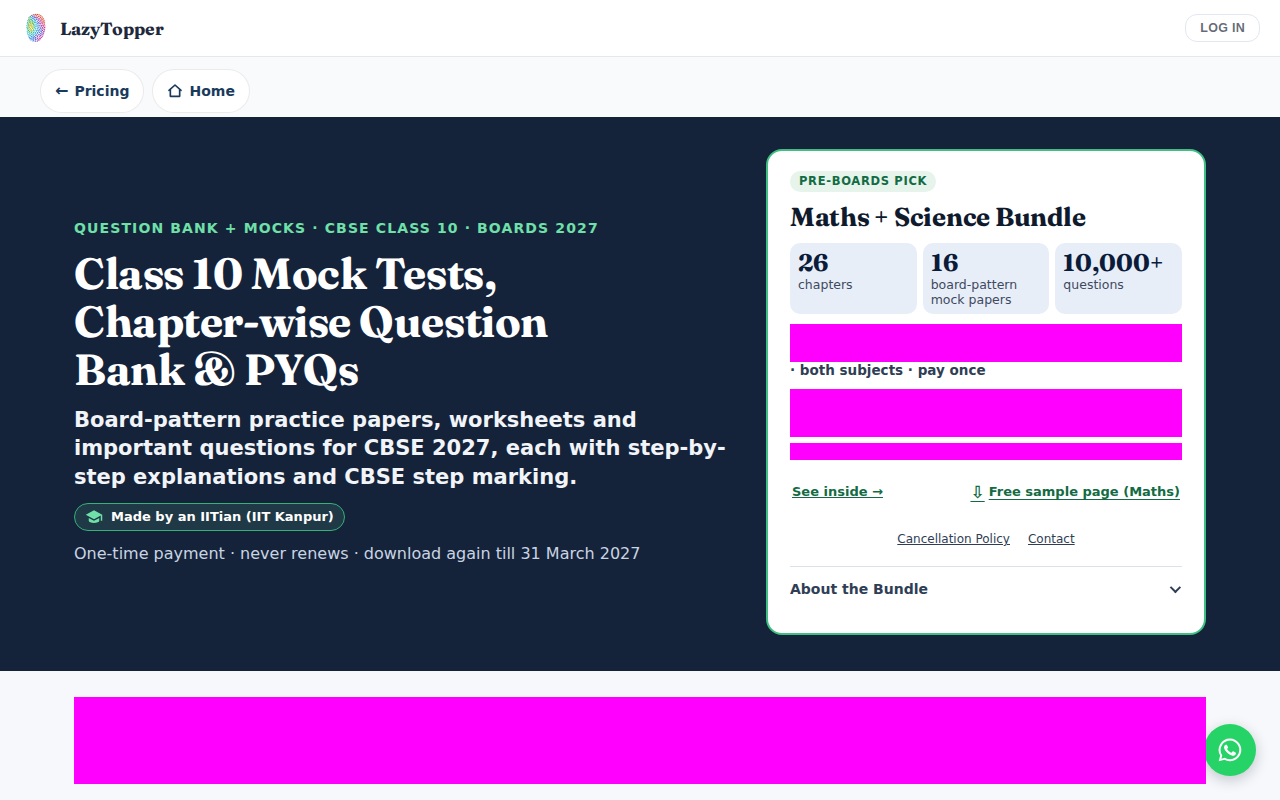 LazyTopper
LOG IN
← Pricing
Home
QUESTION BANK + MOCKS · CBSE CLASS 10 · BOARDS 2027
Class 10 Mock Tests,
Chapter-wise Question
Bank & PYQs
Board-pattern practice papers, worksheets and
important questions for CBSE 2027, each with step-by-
step explanations and CBSE step marking.
Made by an IITian (IIT Kanpur)
One-time payment · never renews · download again till 31 March 2027
PRE-BOARDS PICK
Maths + Science Bundle
26
chapters
16
board-pattern
mock papers
10,000+
questions
· both subjects · pay once
See inside →
⇩ Free sample page (Maths)
Cancellation Policy
Contact
About the Bundle